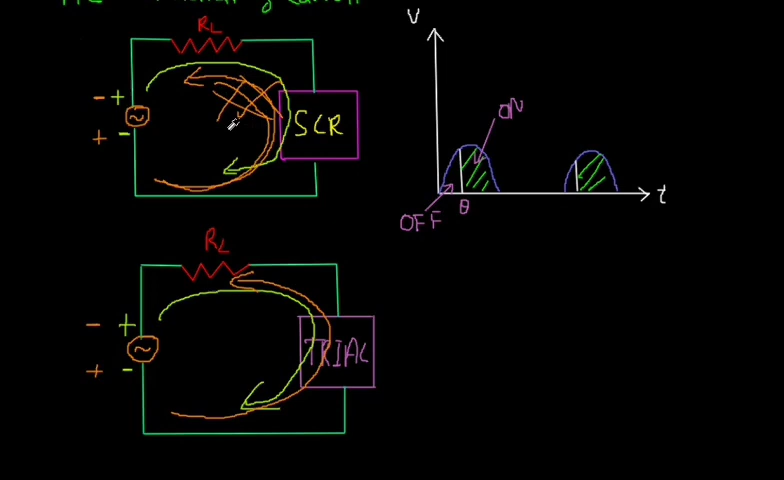 RL
- +
+ -
SCR
V
ON
OFF
θ
t
RL
- +
+ -
TRIAC